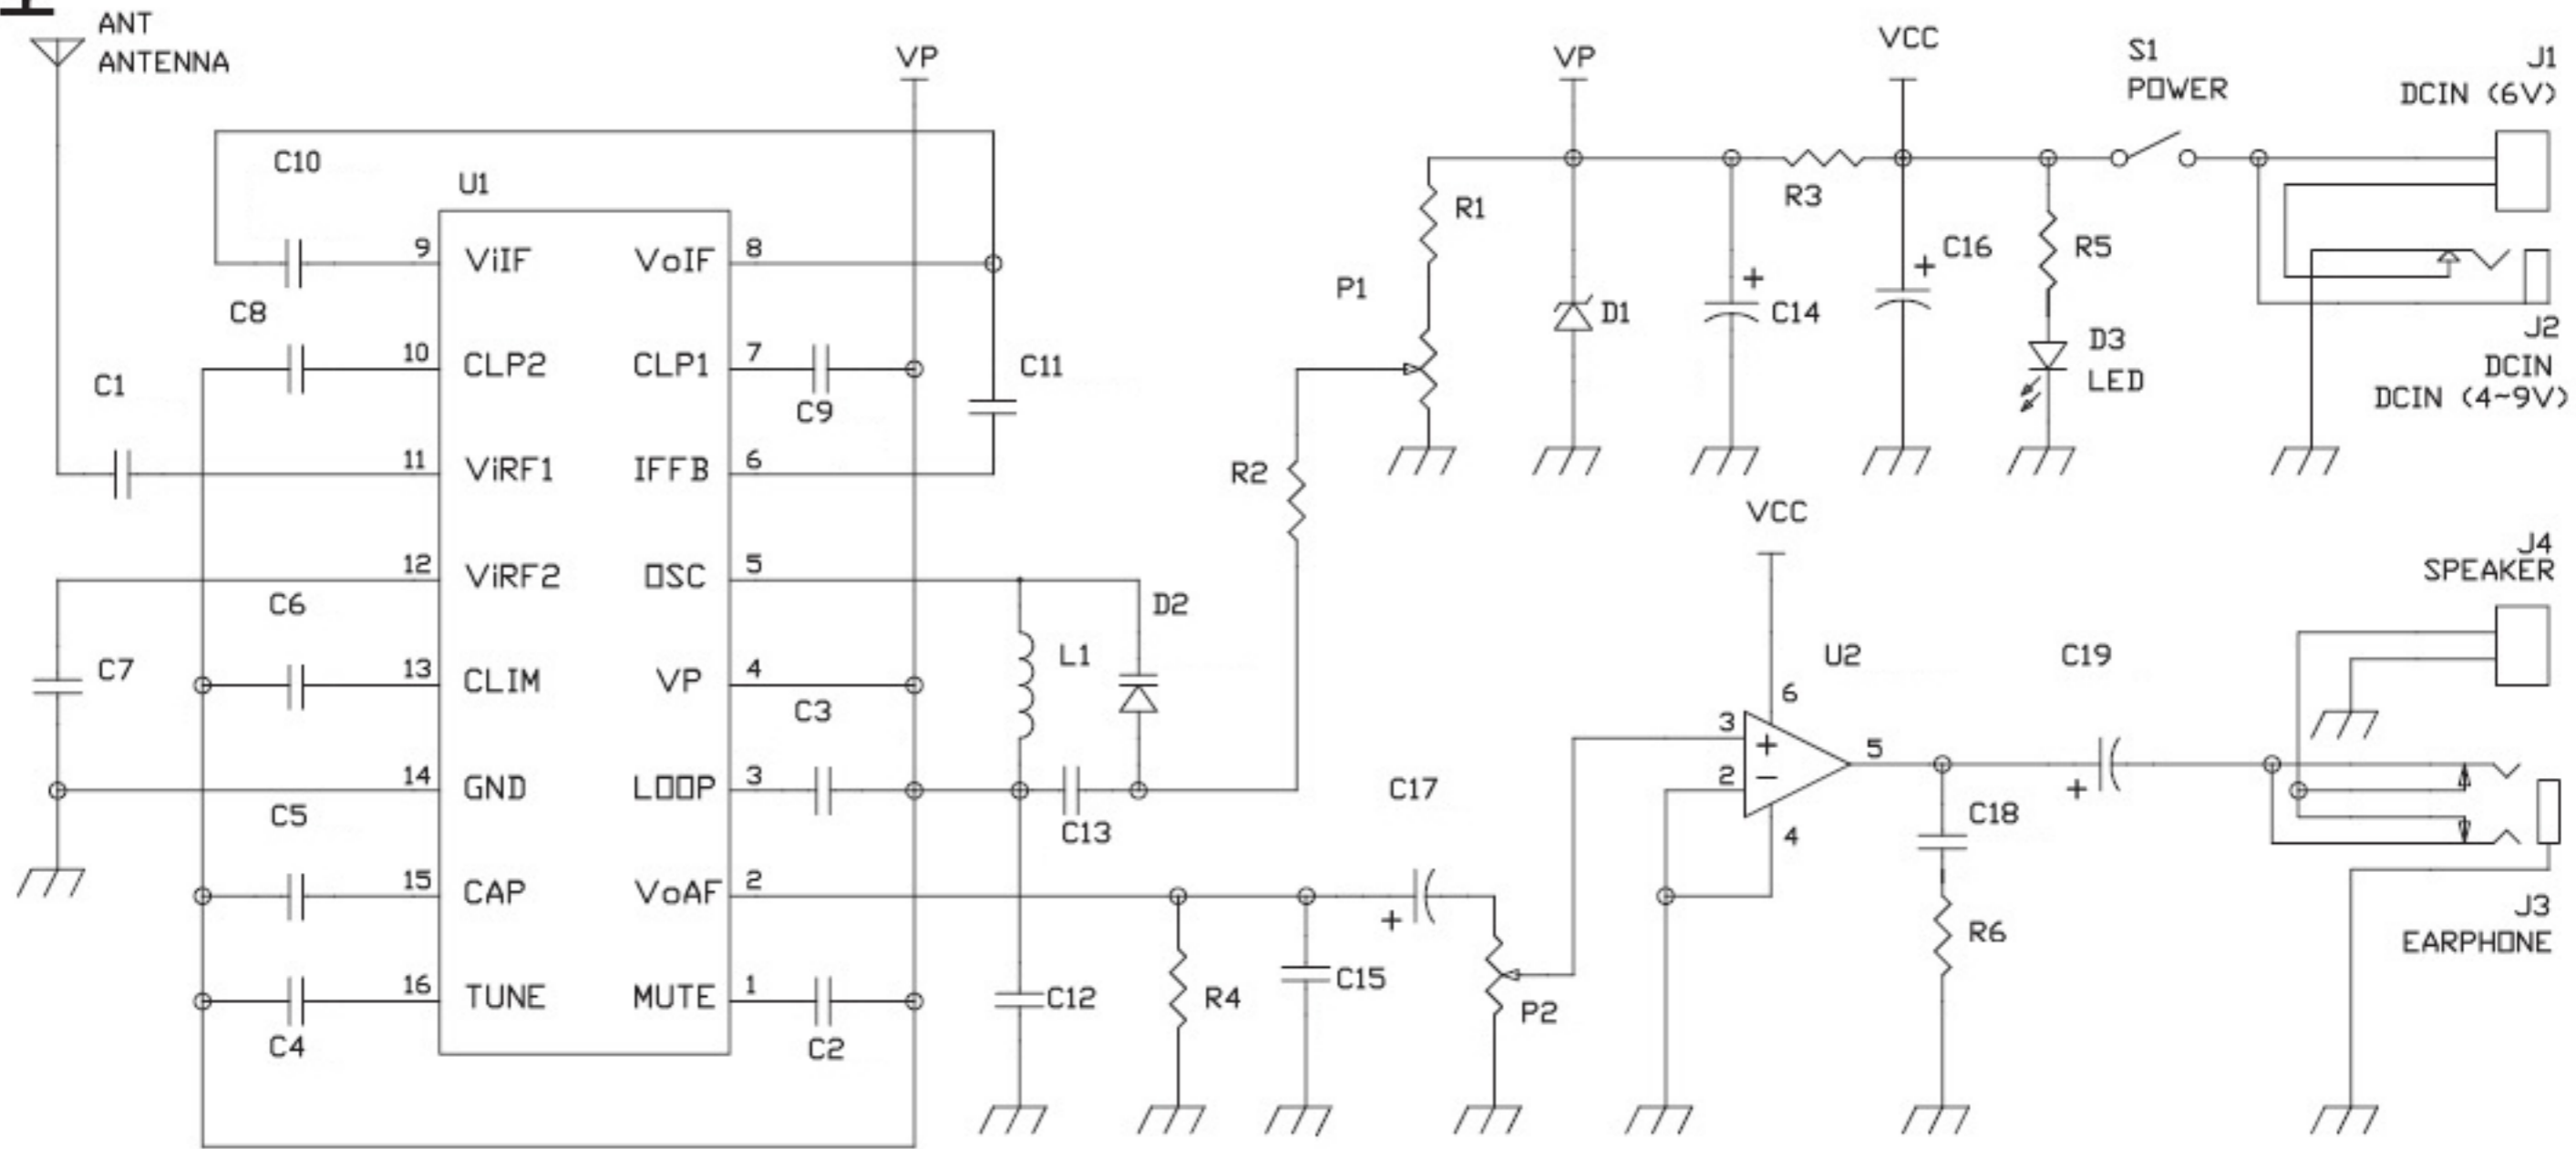 ANT
ANTENNA
VP
C10
U1
9
ViIF
VoIF
8
C8
10
CLP2
CLP1
7
C9
C11
C1
11
ViRF1
IFFB
6
12
ViRF2
OSC
5
C6
D2
C7
13
CLIM
VP
4
L1
C3
14
GND
LOOP
3
C5
C13
15
CAP
VoAF
2
16
TUNE
MUTE
1
C4
C2
C12
R4
C15
+
C17
P2
VP
VCC
S1
POWER
J1
DCIN (6V)
R1
R3
P1
D1
+
C14
+
C16
R5
D3
LED
J2
DCIN
DCIN (4~9V)
R2
VCC
U2
6
3
+
2
-
5
4
C19
+
C18
R6
J4
SPEAKER
J3
EARPHONE